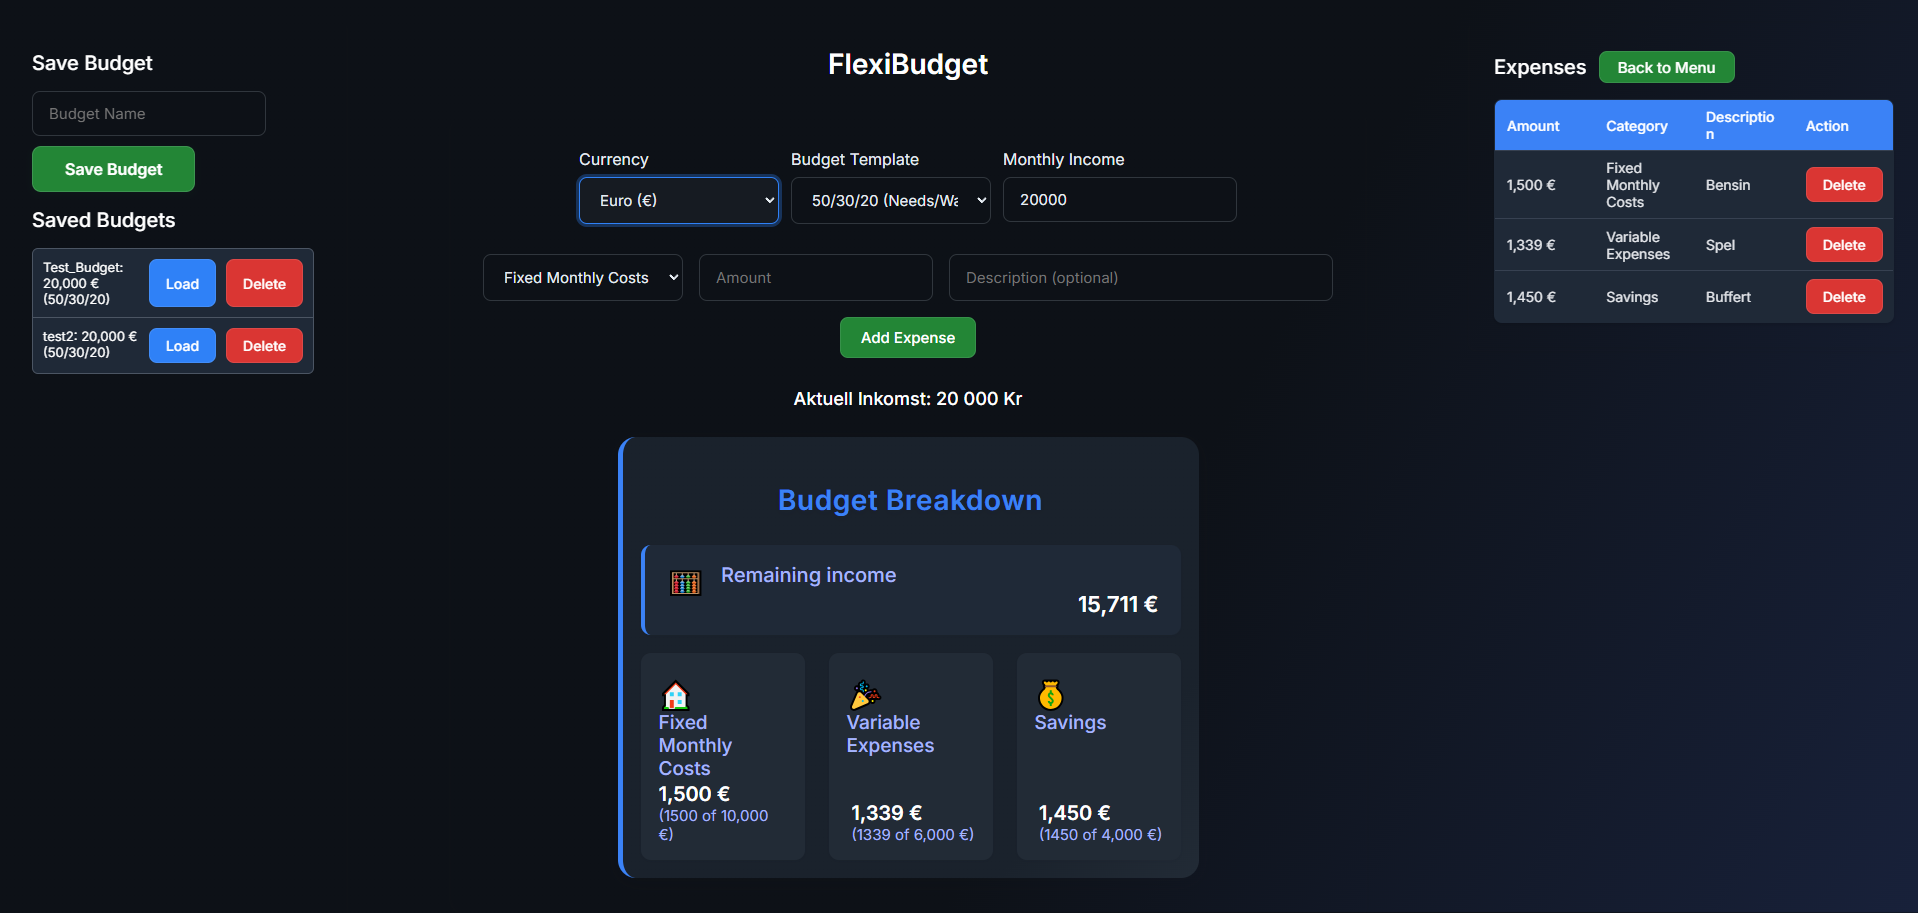 Save Budget
Budget Name
Save Budget
Saved Budgets
Test_Budget:
20,000 €
(50/30/20)
Load
Delete
test2: 20,000 €
(50/30/20)
Load
Delete
FlexiBudget
Currency
Budget Template
Monthly Income
Euro (€)
50/30/20 (Needs/Wa
20000
Fixed Monthly Costs
Amount
Description (optional)
Add Expense
Aktuell Inkomst: 20 000 Kr
Budget Breakdown
Remaining income
15,711 €
Fixed
Monthly
Costs
1,500 €
(1500 of 10,000
€)
Variable
Expenses
1,339 €
(1339 of 6,000 €)
Savings
1,450 €
(1450 of 4,000 €)
Expenses
Back to Menu
Amount
Category
Descriptio
n
Action
1,500 €
Fixed
Monthly
Costs
Bensin
Delete
1,339 €
Variable
Expenses
Spel
Delete
1,450 €
Savings
Buffert
Delete